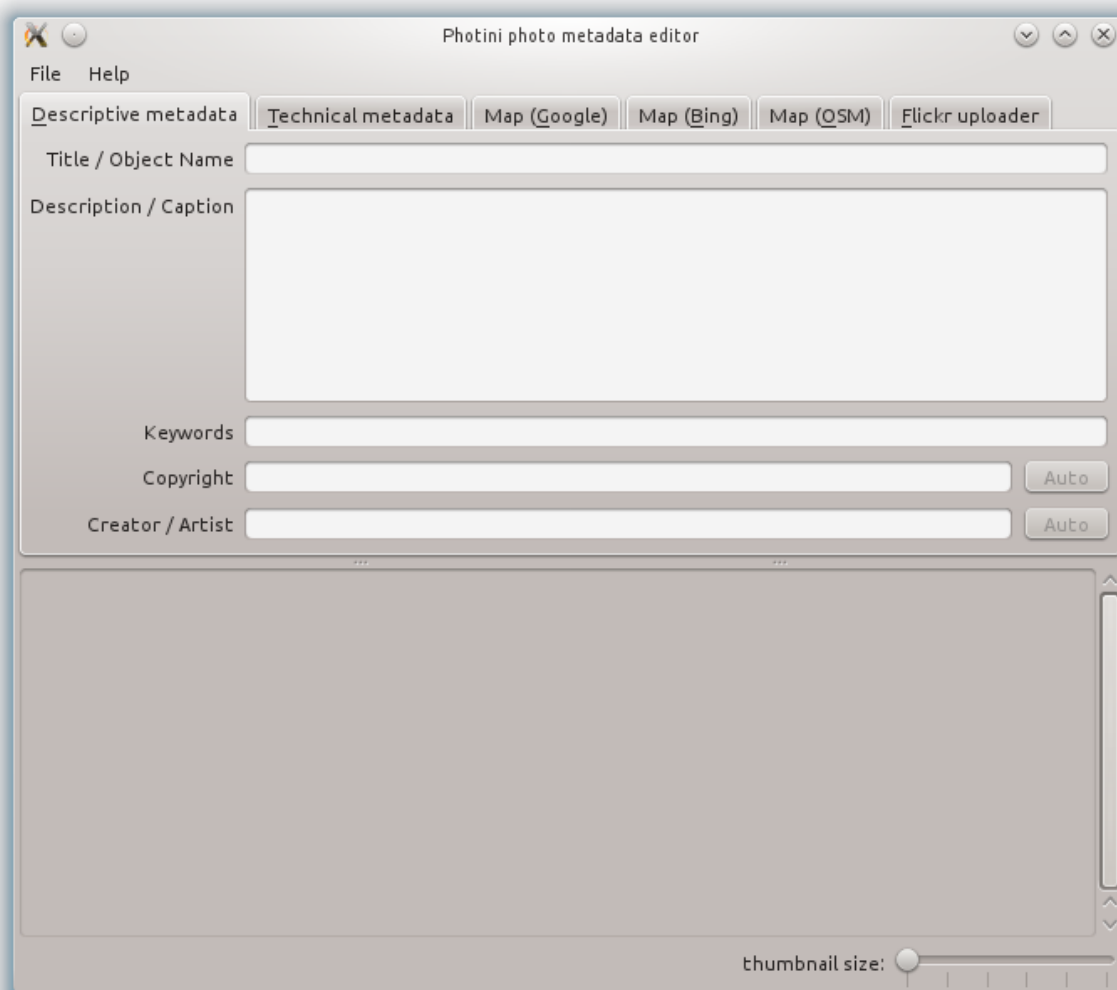 Photini photo metadata editor
File Help
Descriptive metadata Technical metadata Map (Google) Map (Bing) Map (OSM) Flickr uploader
Title / Object Name
Description / Caption
Keywords
Copyright Auto
Creator / Artist Auto
thumbnail size: